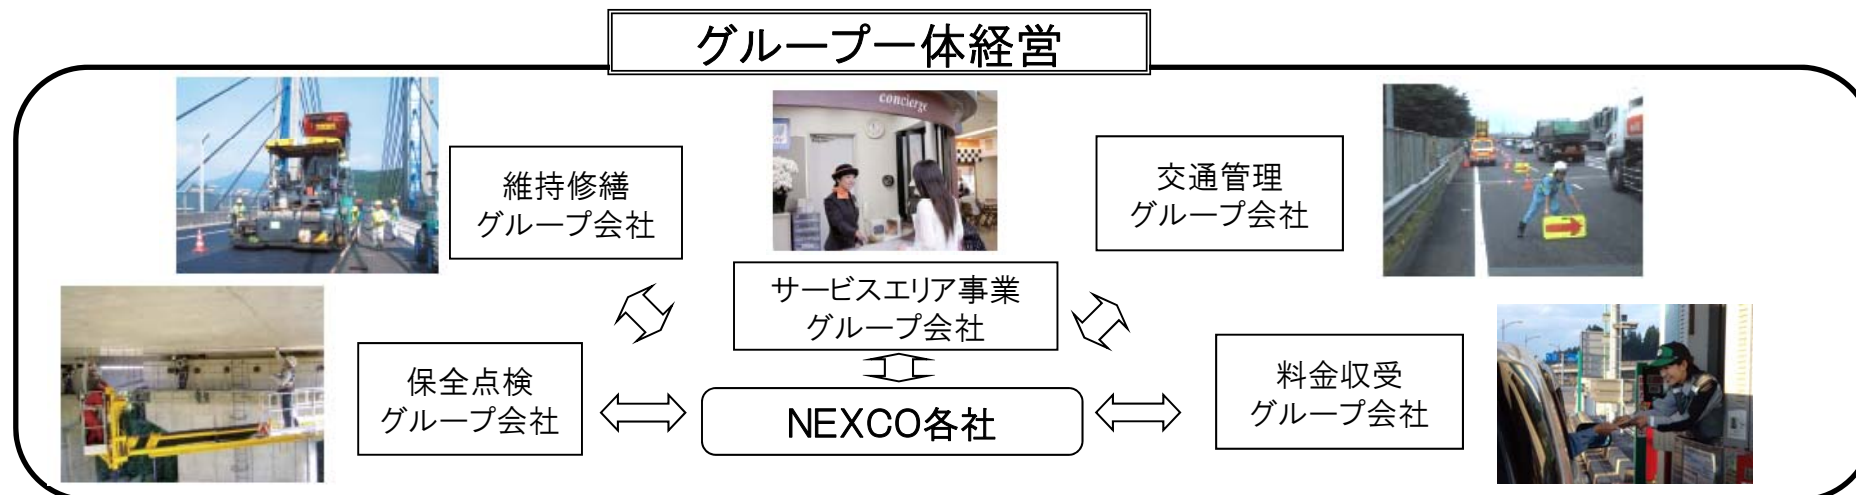 グループ一体経営
concierge
維持修繕
グループ会社
交通管理
グループ会社
サービスエリア事業
グループ会社
保全点検
グループ会社
料金収受
グループ会社
NEXCO各社